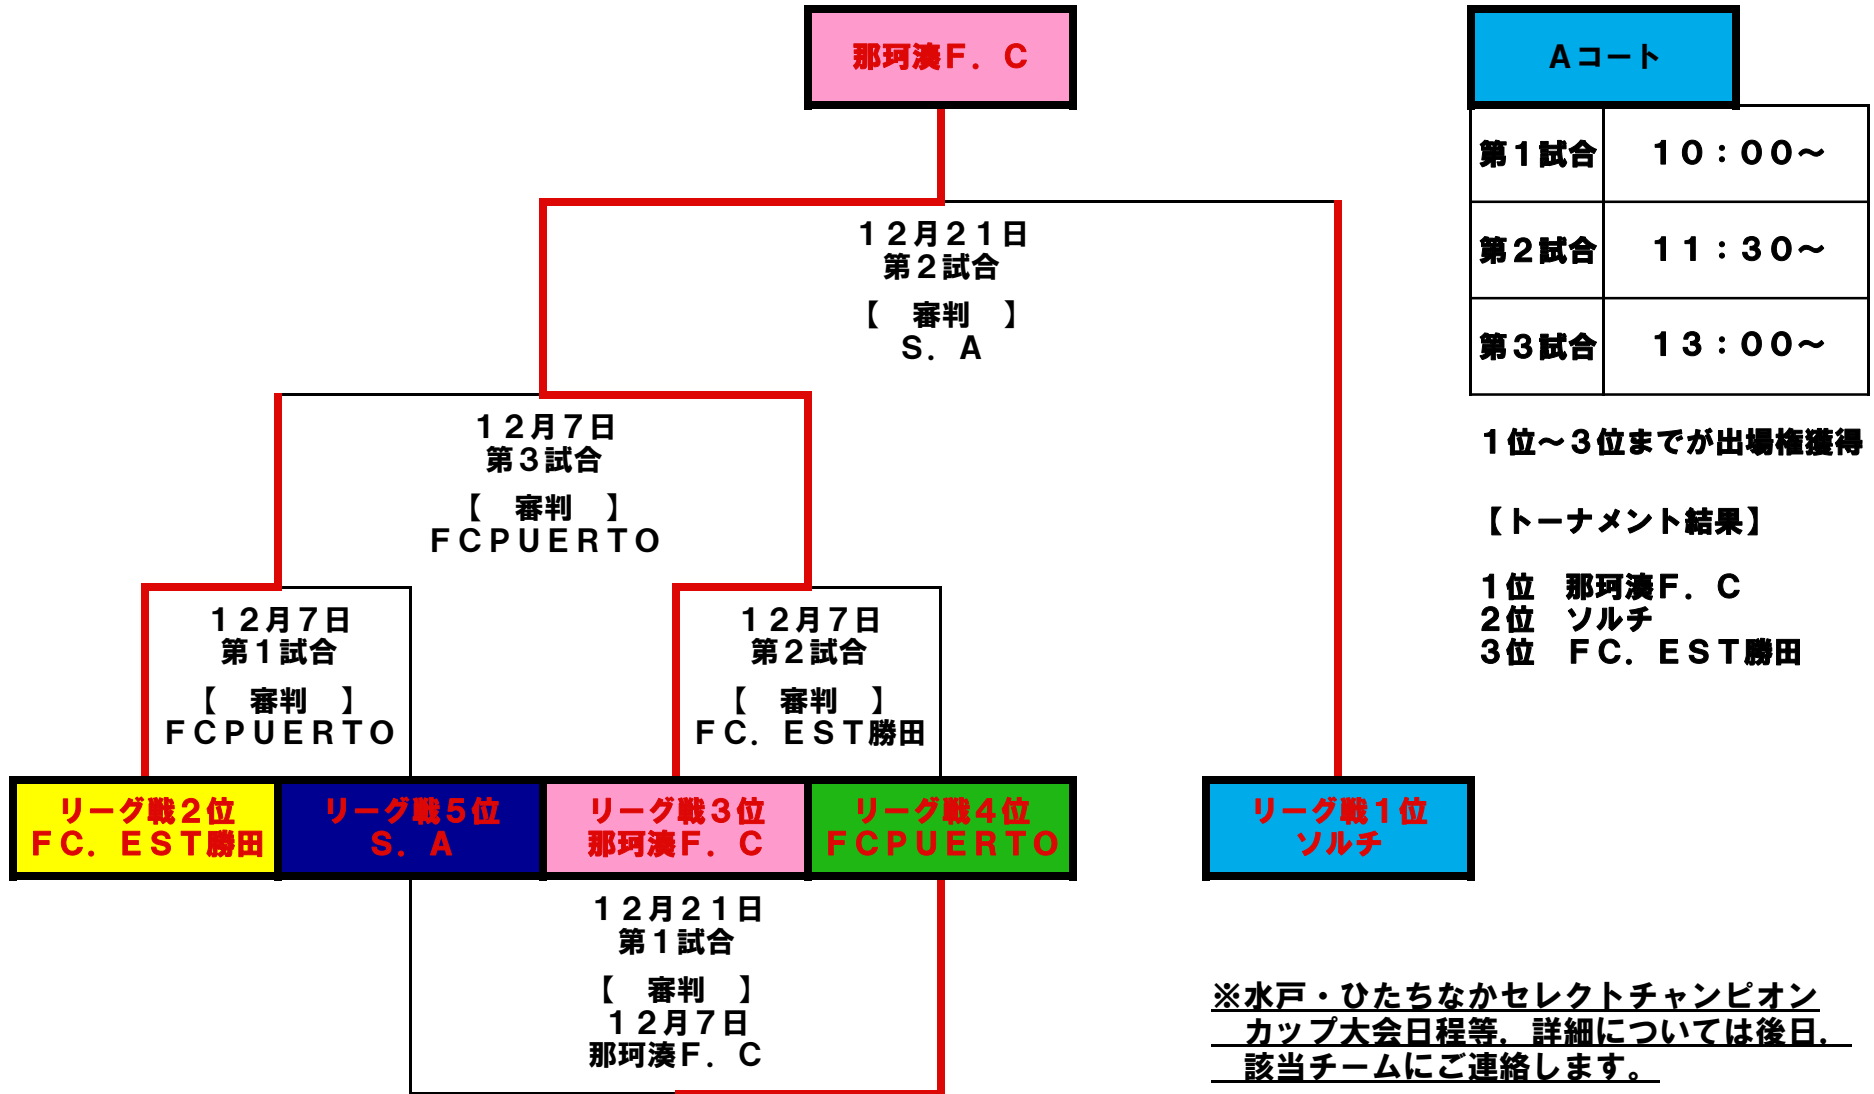 那珂湊Ｆ．Ｃ
Ａコート
第１試合　１０：００～
第２試合　１１：３０～
第３試合　１３：００～
１２月２１日
第２試合
【　審判　】
Ｓ．Ａ
１位～３位までが出場権獲得
【トーナメント結果】
１位　那珂湊Ｆ．Ｃ
２位　ソルチ
３位　ＦＣ．ＥＳＴ勝田
１２月７日
第３試合
【　審判　】
ＦＣＰＵＥＲＴＯ
１２月７日
第１試合
【　審判　】
ＦＣＰＵＥＲＴＯ
１２月７日
第２試合
【　審判　】
ＦＣ．ＥＳＴ勝田
リーグ戦２位
ＦＣ．ＥＳＴ勝田
リーグ戦５位
Ｓ．Ａ
リーグ戦３位
那珂湊Ｆ．Ｃ
リーグ戦４位
ＦＣＰＵＥＲＴＯ
リーグ戦１位
ソルチ
１２月２１日
第１試合
【　審判　】
１２月７日
那珂湊Ｆ．Ｃ
※水戸・ひたちなかセレクトチャンピオン
カップ大会日程等．詳細については後日．
該当チームにご連絡します。